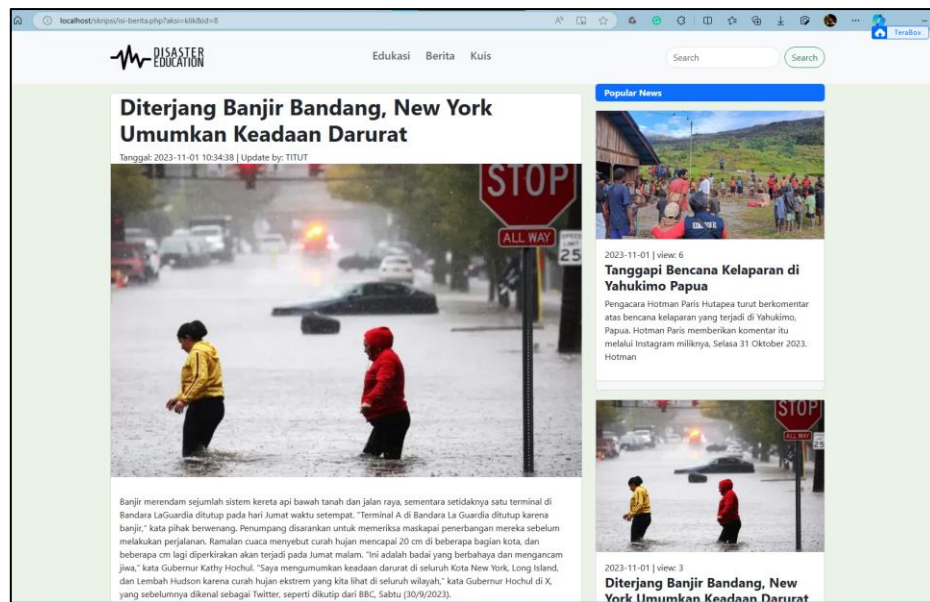 localhost/skripsi/isi-berita.php?aksi=klik&id=8
TeraBox
DISASTER
EDUCATION
Edukasi Berita Kuis
Search
Search
Diterjang Banjir Bandang, New York
Umumkan Keadaan Darurat
Tanggal: 2023-11-01 10:34:38 | Update by: TITUT
STOP
ALL WAY
SPEED
LIMIT
25
Banjir merendam sejumlah sistem kereta api bawah tanah dan jalan raya, sementara setidaknya satu terminal di
Bandara LaGuardia ditutup pada hari Jumat waktu setempat. "Terminal A di Bandara La Guardia ditutup karena
banjir," kata pihak berwenang. Penumpang disarankan untuk memeriksa maskapai penerbangan mereka sebelum
melakukan perjalanan. Ramalan cuaca menyebut curah hujan mencapai 20 cm di beberapa bagian kota, dan
beberapa cm lagi diperkirakan akan terjadi pada Jumat malam. "Ini adalah badai yang berbahaya dan mengancam
jiwa," kata Gubernur Kathy Hochul. "Saya mengumumkan keadaan darurat di seluruh Kota New York, Long Island,
dan Lembah Hudson karena curah hujan ekstrem yang kita lihat di seluruh wilayah," kata Gubernur Hochul di X,
yang sebelumnya dikenal sebagai Twitter, seperti dikutip dari BBC, Sabtu (30/9/2023).
Popular News
2023-11-01 | view: 6
Tanggapi Bencana Kelaparan di
Yahukimo Papua
Pengacara Hotman Paris Hutapea turut berkomentar
atas bencana kelaparan yang terjadi di Yahukimo,
Papua. Hotman Paris memberikan komentar itu
melalui Instagram miliknya, Selasa 31 Oktober 2023.
Hotman
STOP
ALL WAY
25
2023-11-01 | view: 3
Diterjang Banjir Bandang, New
York Umumkan Keadaan Darurat